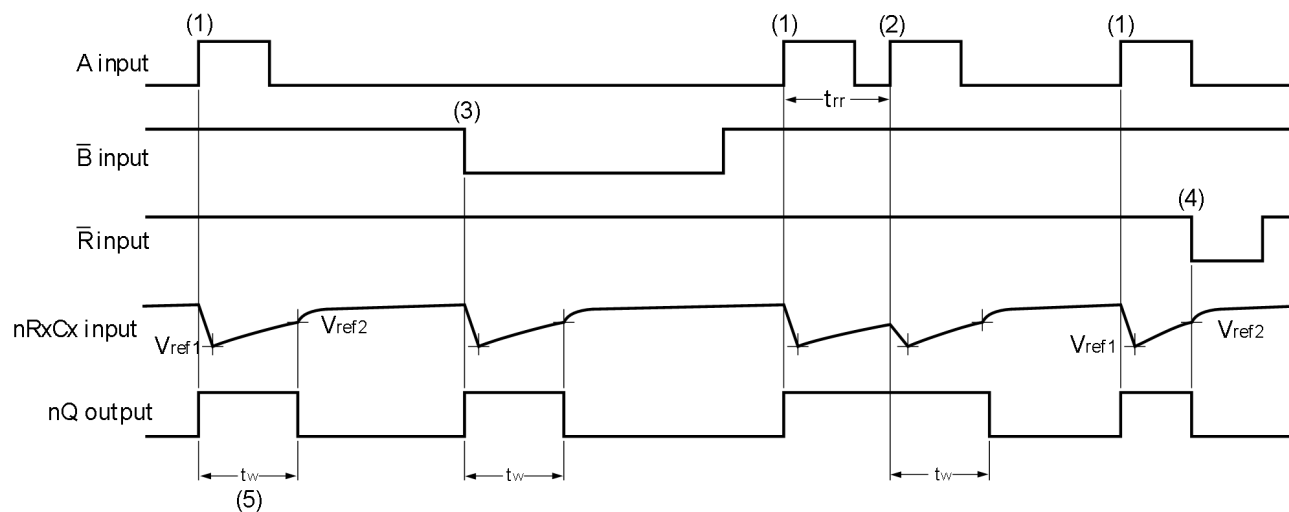 (1) (1) (2) (1)
A input
trr
(3)
B̅ input
(4)
R̅ input
nRxCx input
Vref1 Vref2 Vref1 Vref2
nQ output
tW tW tW
(5)